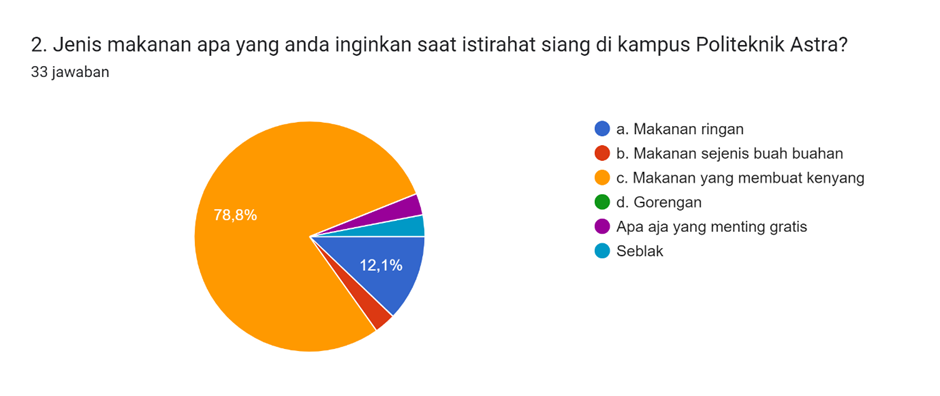 2. Jenis makanan apa yang anda inginkan saat istirahat siang di kampus Politeknik Astra?
33 jawaban
78,8%
12,1%
a. Makanan ringan
b. Makanan sejenis buah buahan
c. Makanan yang membuat kenyang
d. Gorengan
Apa aja yang menting gratis
Seblak